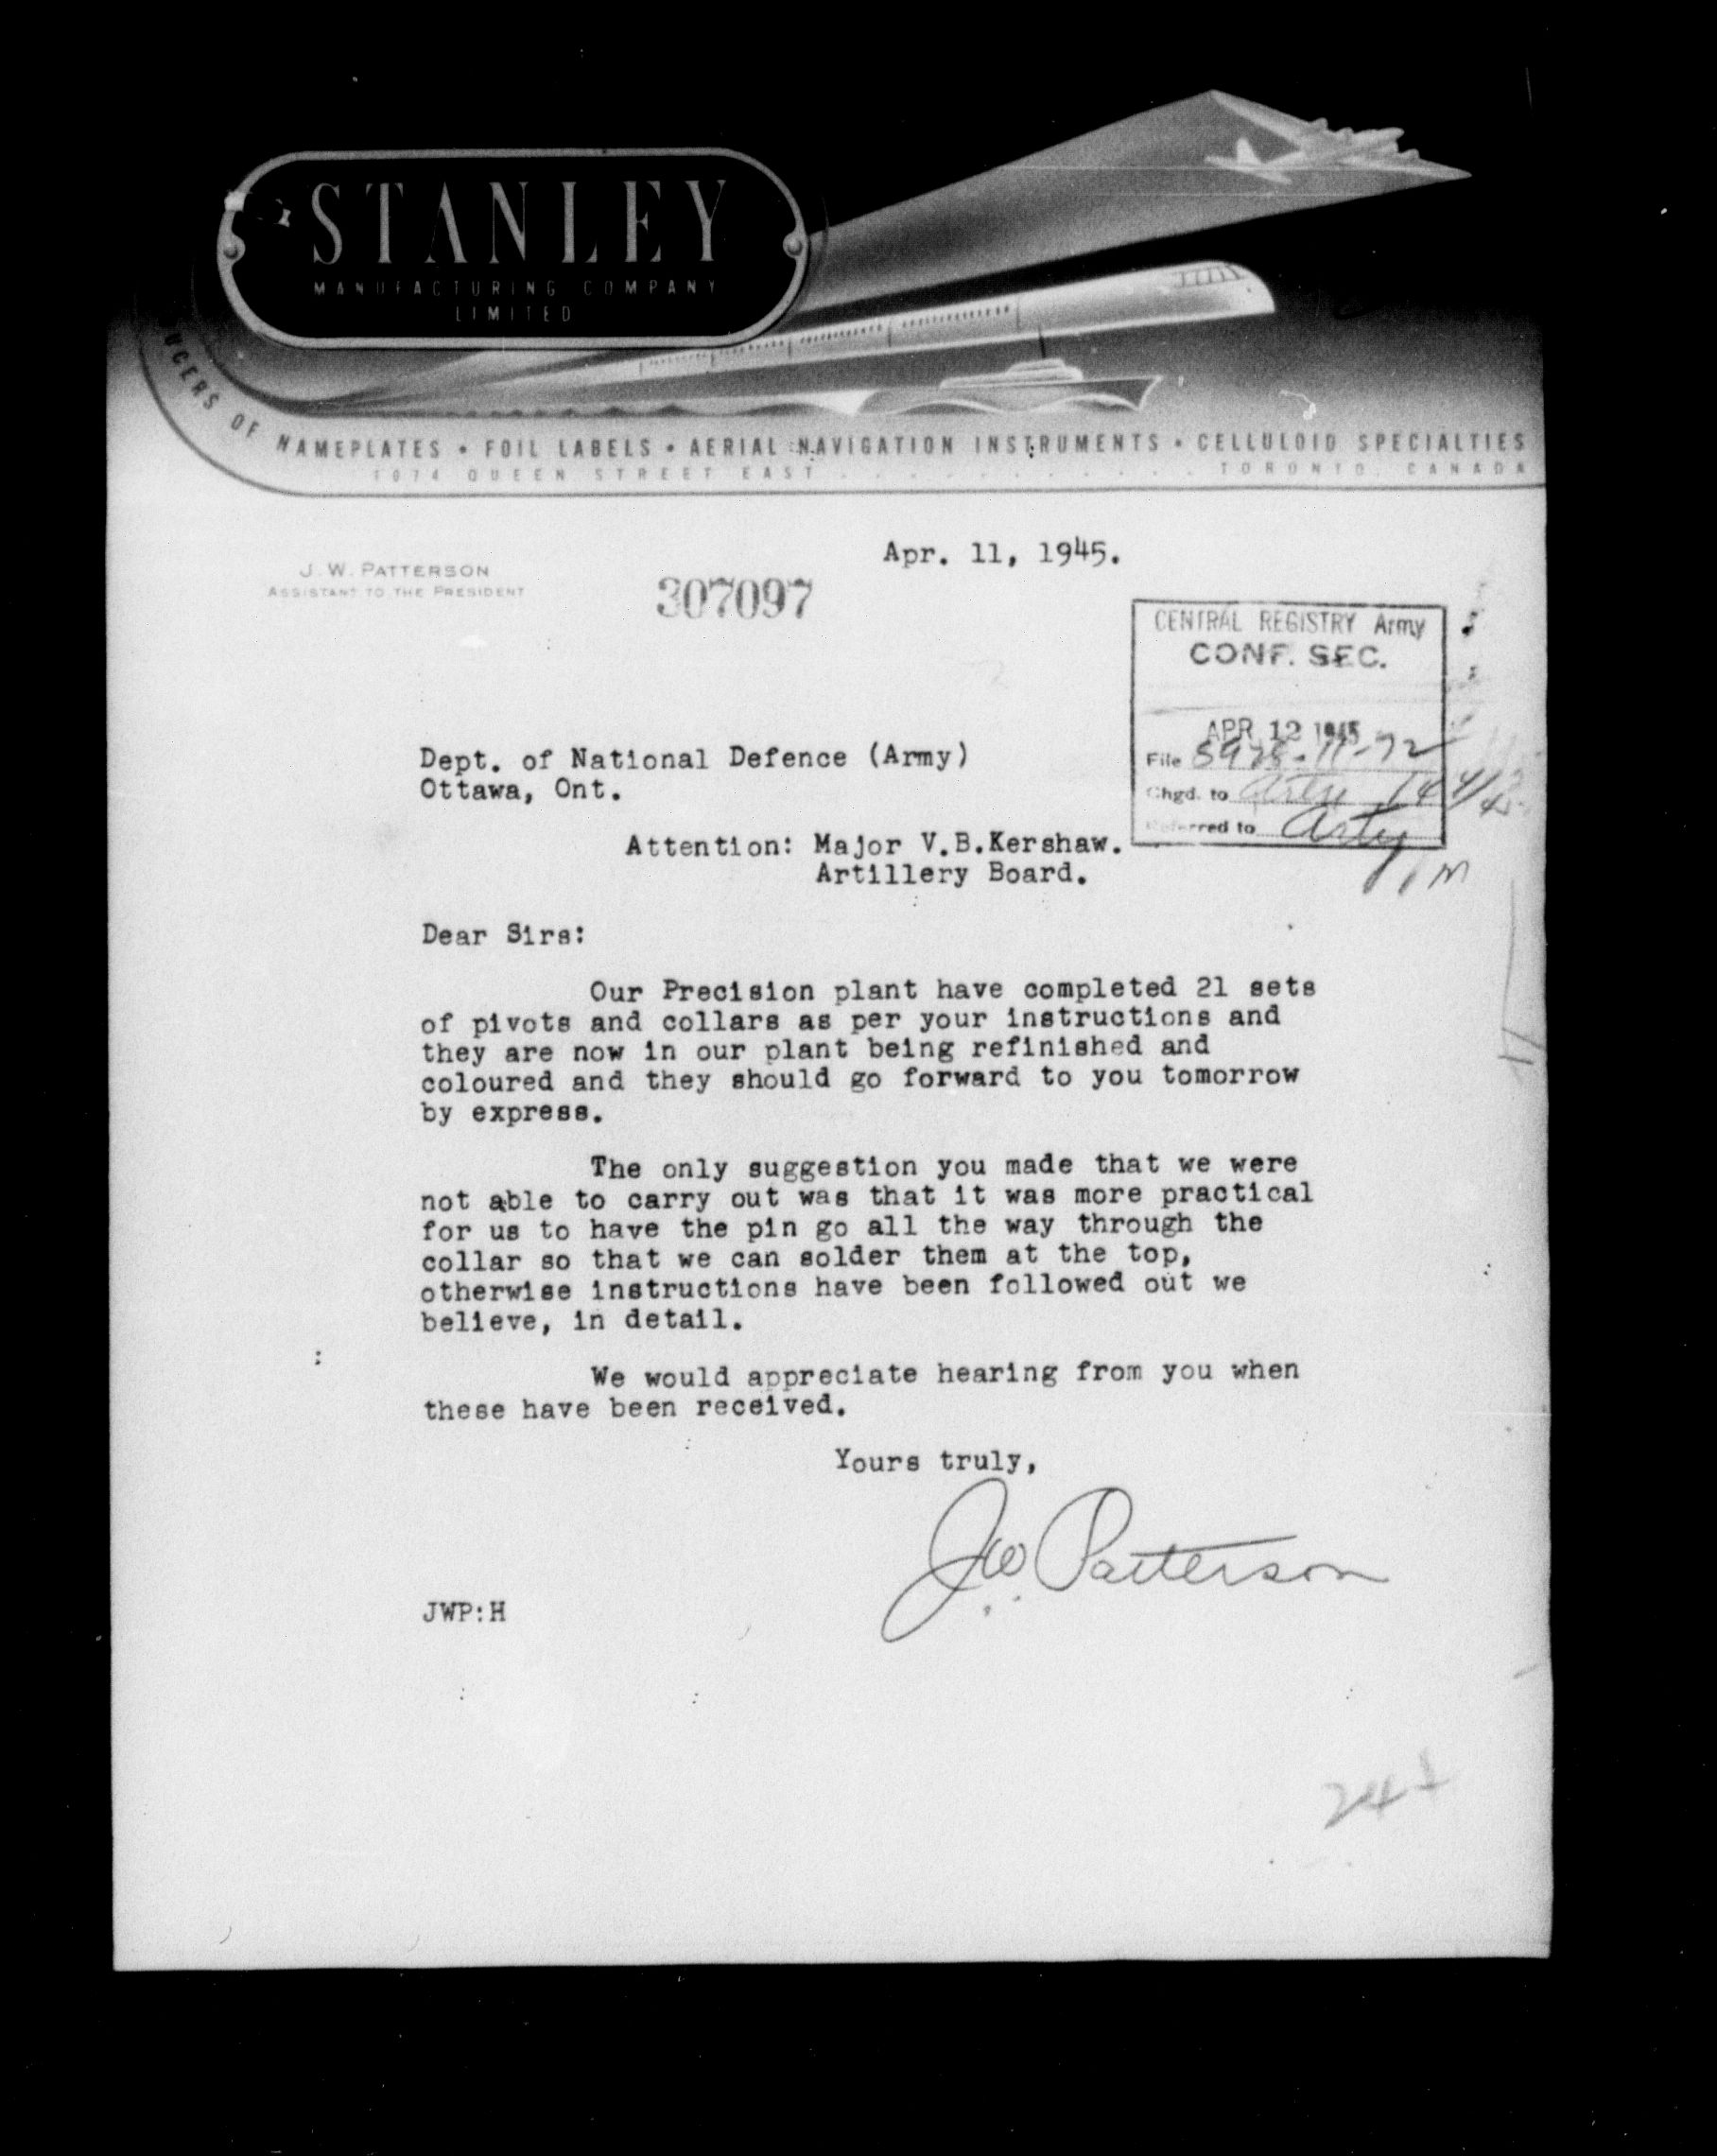 STANLEY
MANUFACTURING COMPANY
LIMITED
OF NAMEPLATES • FOIL LABELS • AERIAL NAVIGATION INSTRUMENTS • CELLULOID SPECIALTIES
QUEEN STREET EAST . . . . . . . . . . . TORONTO, CANADA
Apr. 11, 1945.
J. W. PATTERSON
ASSISTANT TO THE PRESIDENT
307097
CENTRAL REGISTRY Army
CONF. SEC.
APR 12 1945
File
Chgd. to
Referred to Arty
Dept. of National Defence (Army)
Ottawa, Ont.
Attention: Major V.B.Kershaw.
Artillery Board.
Dear Sirs:
Our Precision plant have completed 21 sets
of pivots and collars as per your instructions and
they are now in our plant being refinished and
coloured and they should go forward to you tomorrow
by express.
The only suggestion you made that we were
not able to carry out was that it was more practical
for us to have the pin go all the way through the
collar so that we can solder them at the top,
otherwise instructions have been followed out we
believe, in detail.
We would appreciate hearing from you when
these have been received.
Yours truly,
JW Patterson
JWP:H